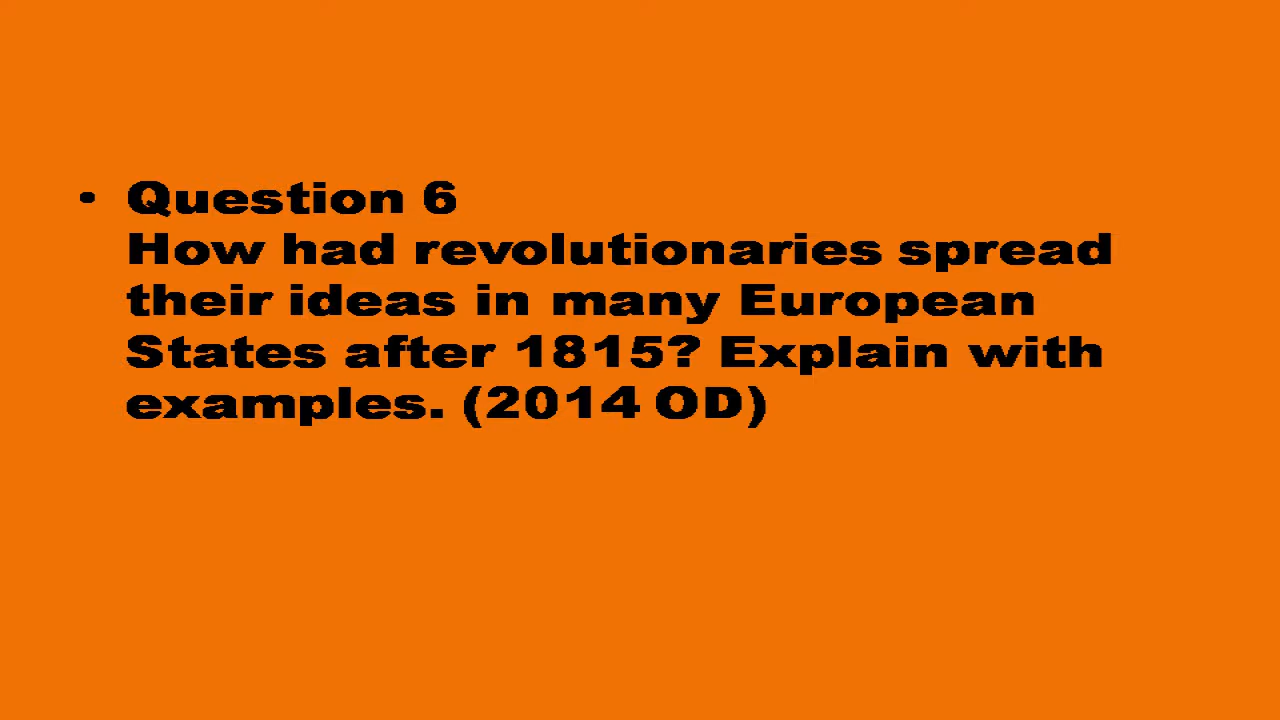 • Question 6
How had revolutionaries spread
their ideas in many European
States after 1815? Explain with
examples. (2014 OD)